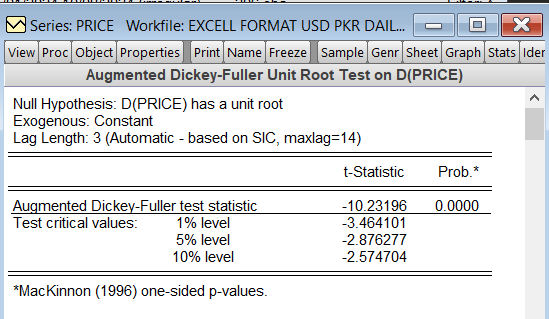 Series: PRICE Workfile: EXCELL FORMAT USD PKR DAIL...
View Proc Object Properties Print Name Freeze Sample Genr Sheet Graph Stats Iden
Augmented Dickey-Fuller Unit Root Test on D(PRICE)
Null Hypothesis: D(PRICE) has a unit root
Exogenous: Constant
Lag Length: 3 (Automatic - based on SIC, maxlag=14)
t-Statistic Prob.*
Augmented Dickey-Fuller test statistic -10.23196 0.0000
Test critical values: 1% level -3.464101
5% level -2.876277
10% level -2.574704
*MacKinnon (1996) one-sided p-values.